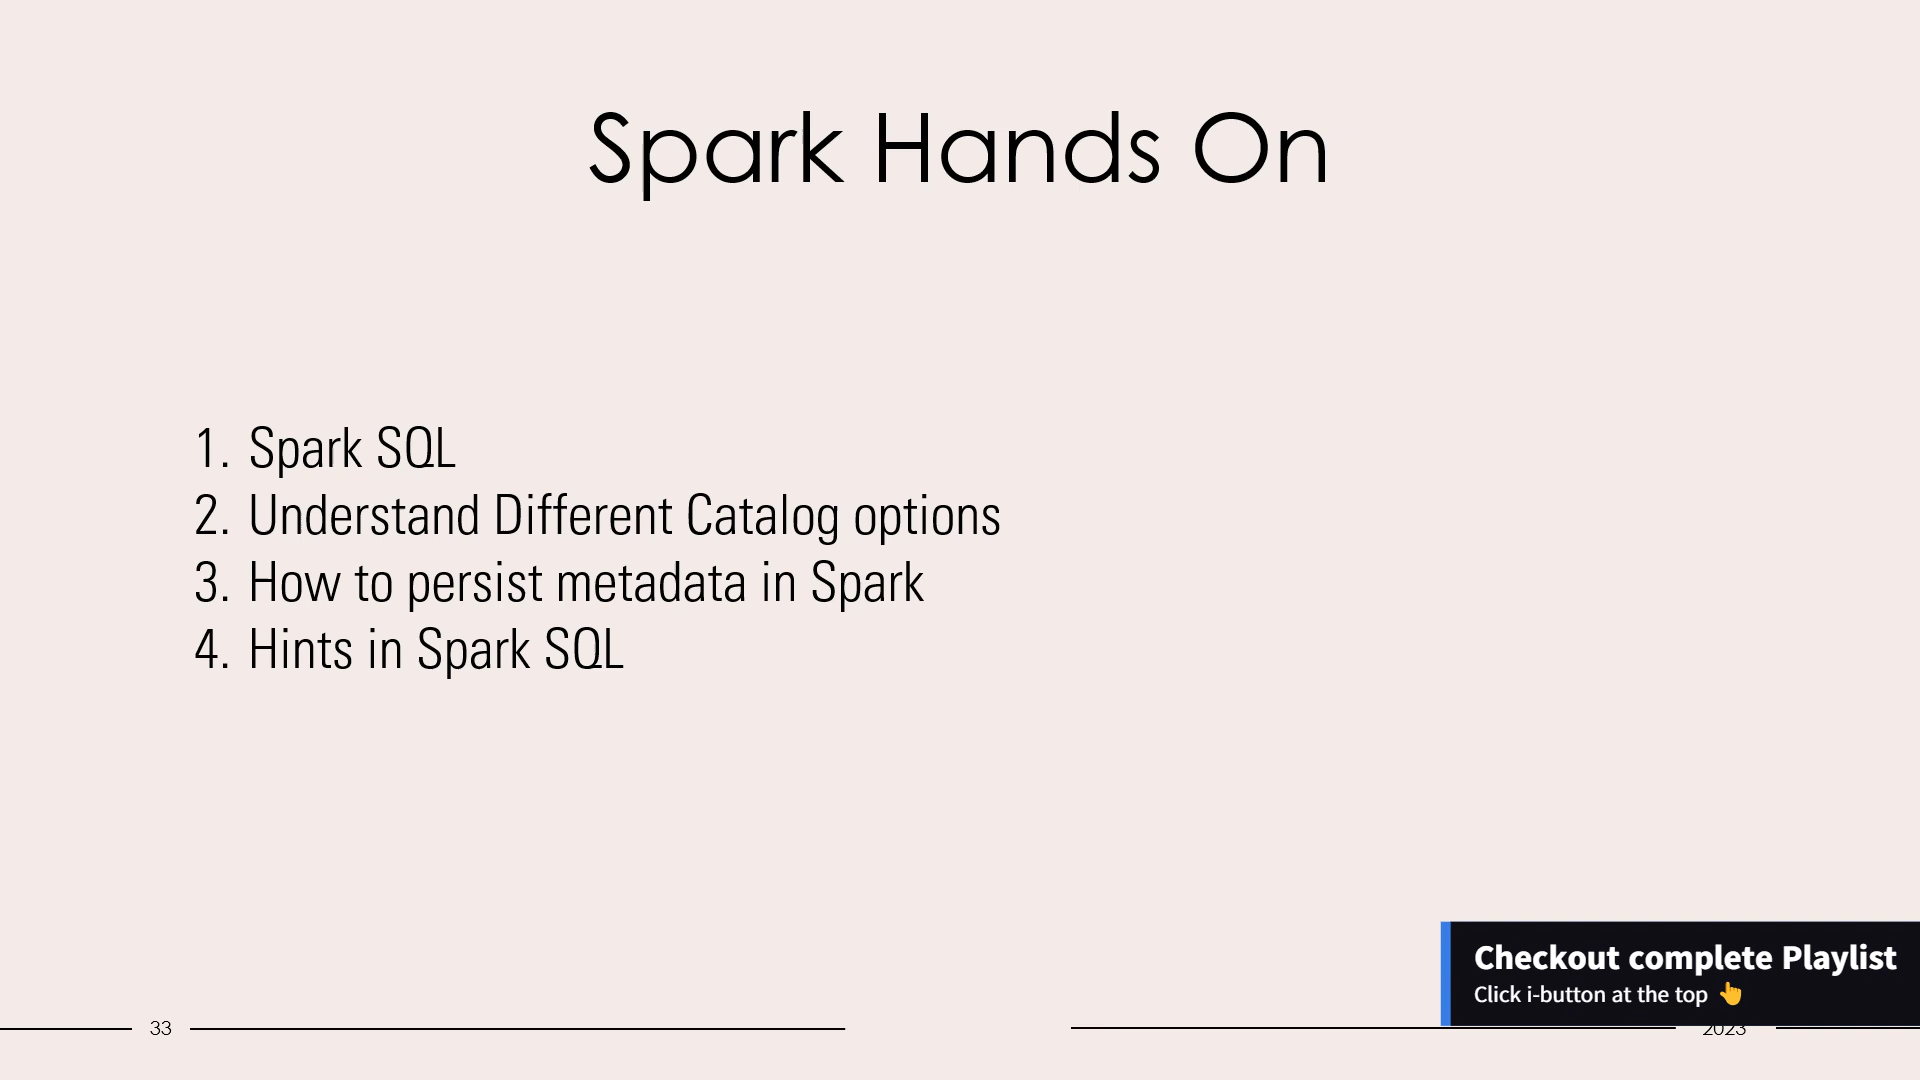 Spark Hands On
1. Spark SQL
2. Understand Different Catalog options
3. How to persist metadata in Spark
4. Hints in Spark SQL
Checkout complete Playlist
Click i-button at the top 👆
33
2023